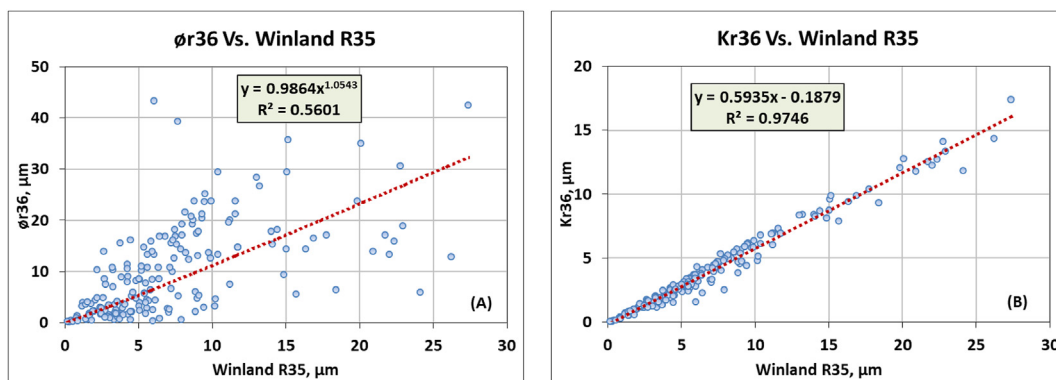 ør36 Vs. Winland R35
50
40
30
20
10
0
ør36, µm
y = 0.9864x^1.0543
R² = 0.5601
(A)
0 5 10 15 20 25 30
Winland R35, µm
Kr36 Vs. Winland R35
20
15
10
5
0
Kr36, µm
y = 0.5935x - 0.1879
R² = 0.9746
(B)
0 5 10 15 20 25 30
Winland R35, µm